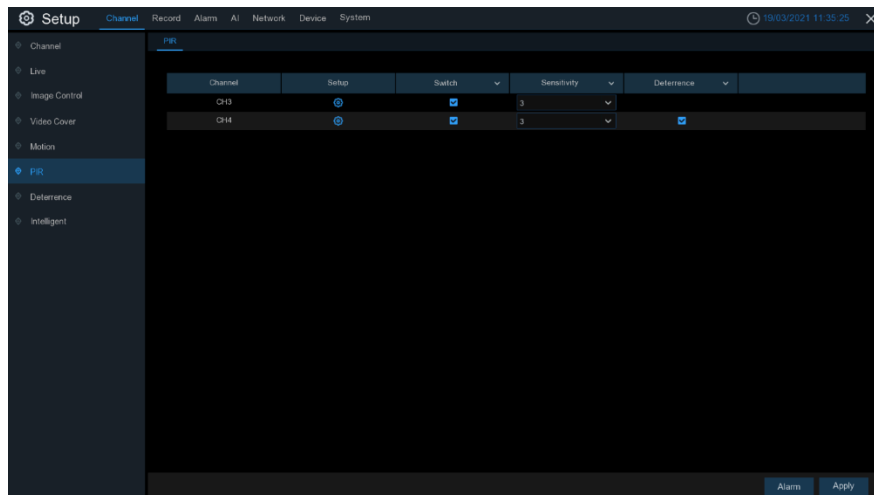 Setup Channel Record Alarm AI Network Device System 19/03/2021 11:35:25
Channel
Live
Image Control
Video Cover
Motion
PIR
Deterrence
Intelligent
PIR
Channel Setup Switch Sensitivity Deterrence
CH3 3
CH4 3
Alarm Apply